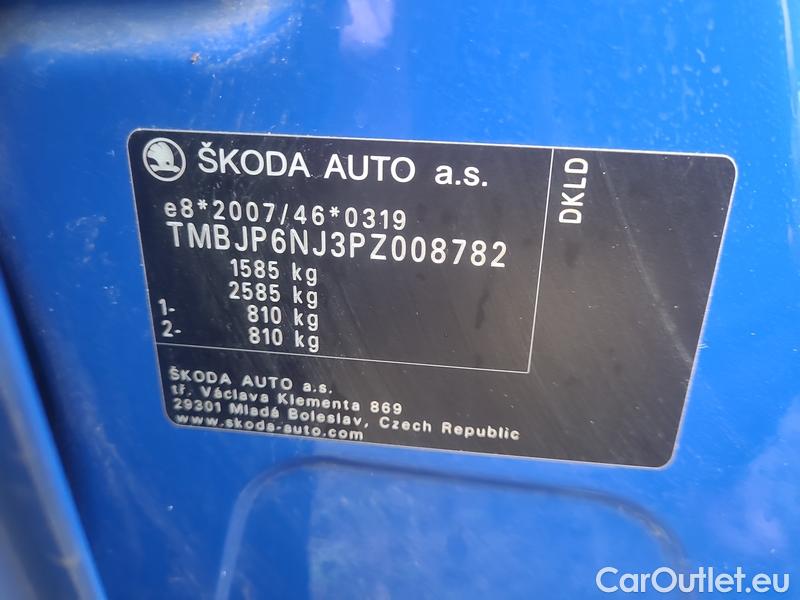 ŠKODA AUTO a.s.
DKLD
e8*2007/46*0319
TMBJP6NJ3PZ008782
1585 kg
2585 kg
1- 810 kg
2- 810 kg
ŠKODA AUTO a.s.
tř. Václava Klementa 869
29301 Mladá Boleslav, Czech Republic
www.skoda-auto.com
CarOutlet.eu